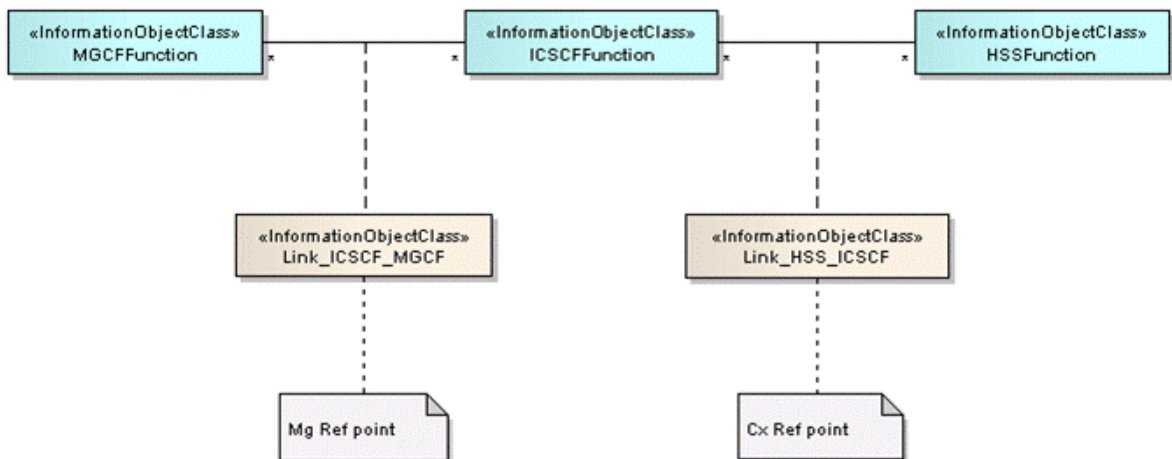 «InformationObjectClass»
MGCFFunction
«InformationObjectClass»
ICSCFFunction
«InformationObjectClass»
HSSFunction
* * * *
«InformationObjectClass»
Link_ICSCF_MGCF
«InformationObjectClass»
Link_HSS_ICSCF
Mg Ref point
Cx Ref point